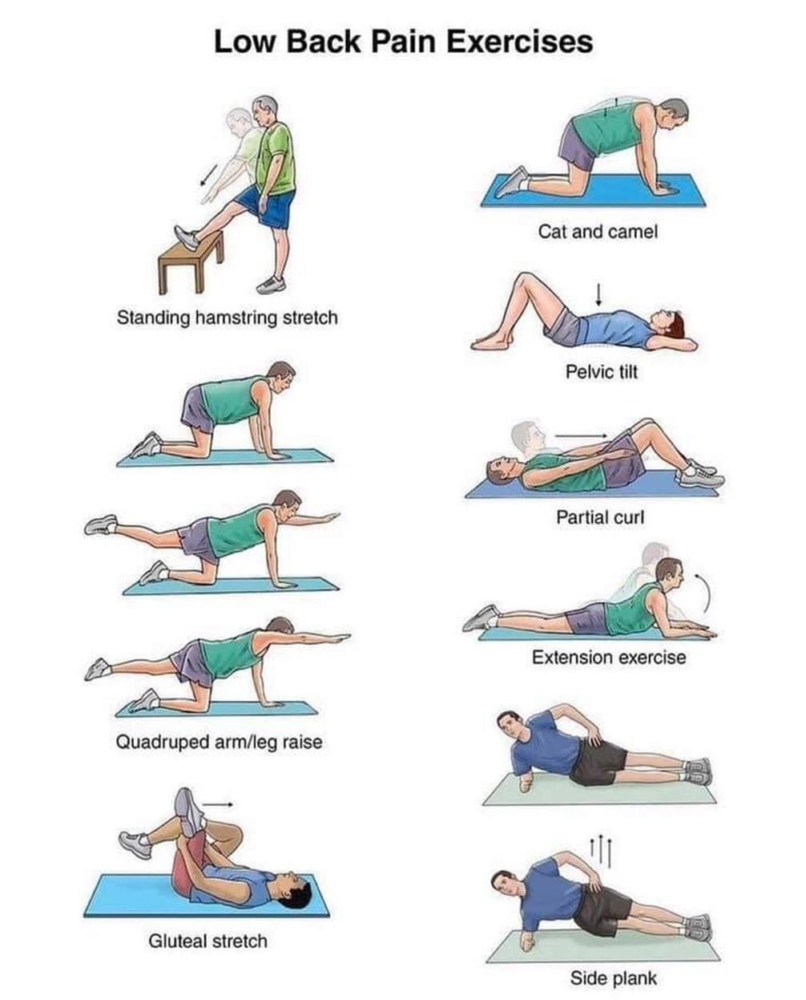 Low Back Pain Exercises
Standing hamstring stretch
Quadruped arm/leg raise
Gluteal stretch
Cat and camel
Pelvic tilt
Partial curl
Extension exercise
Side plank